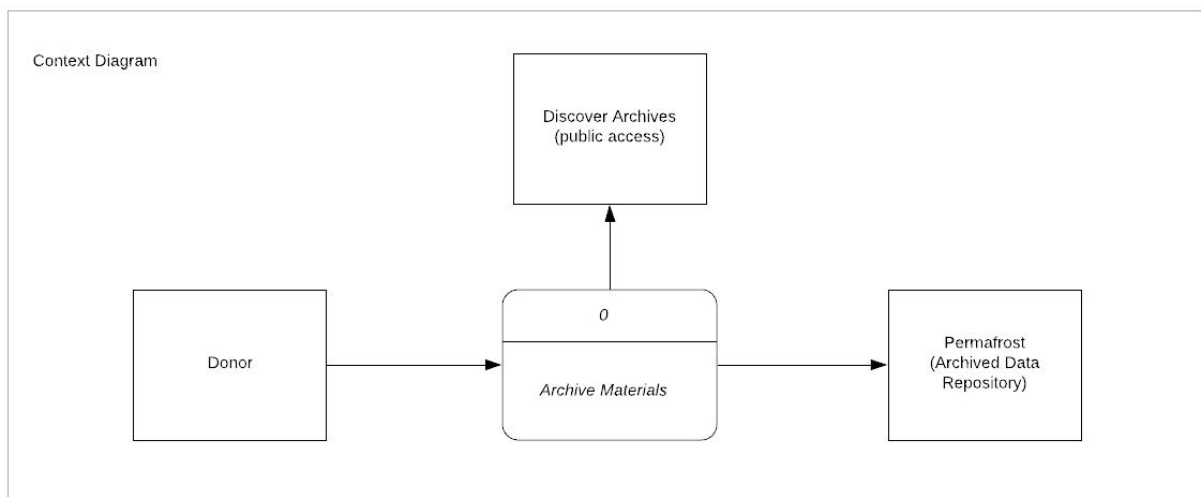 Context Diagram
Discover Archives
(public access)
Donor
0
Archive Materials
Permafrost
(Archived Data
Repository)